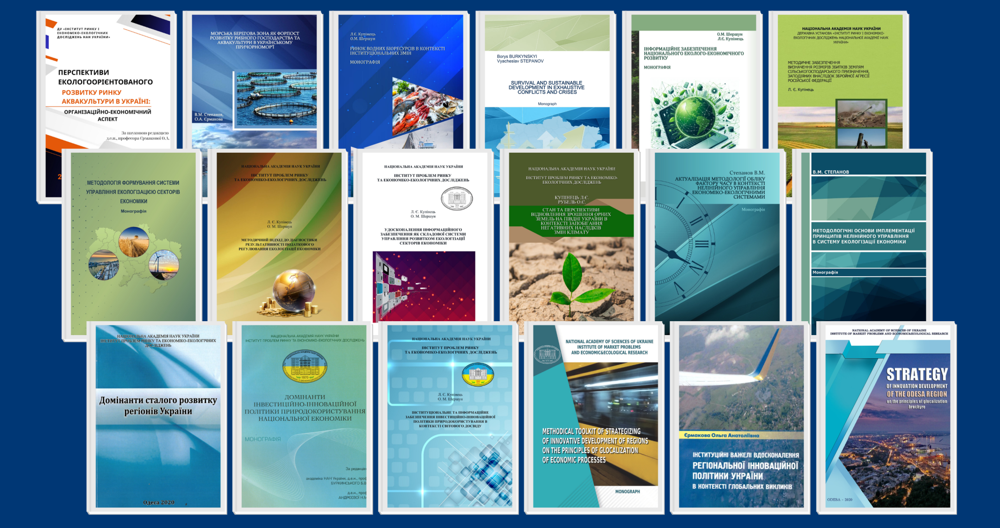 ДУ «ІНСТИТУТ РИНКУ І
ЕКОНОМІКО-ЕКОЛОГІЧНИХ
ДОСЛІДЖЕНЬ НАН УКРАЇНИ»
ПЕРСПЕКТИВИ
ЕКОЛОГООРІЄНТОВАНОГО
РОЗВИТКУ РИНКУ
АКВАКУЛЬТУРИ В УКРАЇНІ:
ОРГАНІЗАЦІЙНО-ЕКОНОМІЧНИЙ
АСПЕКТ
За науковою редакцією
д.е.н., професора Єрмакової О.А.
2
МОРСЬКА БЕРЕГОВА ЗОНА ЯК ФОРПОСТ
РОЗВИТКУ РИБНОГО ГОСПОДАРСТВА ТА
АКВАКУЛЬТУРИ В УКРАЇНСЬКОМУ
ПРИЧОРНОМОР'Ї
В.М. Степанов,
О.А. Єрмакова
Л.Є. Купінець
О.М. Шершун
РИНОК ВОДНИХ БІОРЕСУРСІВ В КОНТЕКСТІ
ІНСТИТУЦІОНАЛЬНИХ ЗМІН
МОНОГРАФІЯ
Borys BURKYNSKYI
Vyacheslav STEPANOV
SURVIVAL AND SUSTAINABLE
DEVELOPMENT IN EXHAUSTIVE
CONFLICTS AND CRISES
Monograph
О.М. Шершун
Л.Є. Купінець
ІНФОРМАЦІЙНЕ ЗАБЕЗПЕЧЕННЯ
НАЦІОНАЛЬНОГО ЕКОЛОГО-ЕКОНОМІЧНОГО
РОЗВИТКУ
МОНОГРАФІЯ
НАЦІОНАЛЬНА АКАДЕМІЯ НАУК УКРАЇНИ
ДЕРЖАВНА УСТАНОВА «ІНСТИТУТ РИНКУ І ЕКОНОМІКО-
ЕКОЛОГІЧНИХ ДОСЛІДЖЕНЬ НАЦІОНАЛЬНОЇ АКАДЕМІЇ НАУК
УКРАЇНИ»
МЕТОДИЧНЕ ЗАБЕЗПЕЧЕННЯ
ВИЗНАЧЕННЯ РОЗМІРІВ ЗБИТКІВ ЗЕМЛЯМ
СІЛЬСЬКОГОСПОДАРСЬКОГО ПРИЗНАЧЕННЯ,
ЗАПОДІЯНИХ ВНАСЛІДОК ЗБРОЙНОЇ АГРЕСІЇ
РОСІЙСЬКОЇ ФЕДЕРАЦІЇ
Л. Є. Купінець
МЕТОДОЛОГІЯ ФОРМУВАННЯ СИСТЕМИ
УПРАВЛІННЯ ЕКОЛОГІЗАЦІЄЮ СЕКТОРІВ
ЕКОНОМІКИ
Монографія
НАЦІОНАЛЬНА АКАДЕМІЯ НАУК УКРАЇНИ
ІНСТИТУТ ПРОБЛЕМ РИНКУ
ТА ЕКОНОМІКО-ЕКОЛОГІЧНИХ ДОСЛІДЖЕНЬ
Л. Є. Купінець
О. М. Шершун
МЕТОДИЧНИЙ ПІДХІД ДО ДІАГНОСТИКИ
РЕЗУЛЬТАТИВНОСТІ ПОДАТКОВОГО
РЕГУЛЮВАННЯ ЕКОЛОГІЗАЦІЇ ЕКОНОМІКИ
НАЦІОНАЛЬНА АКАДЕМІЯ НАУК УКРАЇНИ
ІНСТИТУТ ПРОБЛЕМ РИНКУ
ТА ЕКОНОМІКО-ЕКОЛОГІЧНИХ ДОСЛІДЖЕНЬ
50
Л. Є. Купінець
О. М. Шершун
УДОСКОНАЛЕННЯ ІНФОРМАЦІЙНОГО
ЗАБЕЗПЕЧЕННЯ ЯК СКЛАДОВОЇ СИСТЕМИ
УПРАВЛІННЯ РОЗВИТКОМ ЕКОЛОГІЗАЦІЇ
СЕКТОРІВ ЕКОНОМІКИ
НАЦІОНАЛЬНА АКАДЕМІЯ НАУК УКРАЇНИ
ІНСТИТУТ ПРОБЛЕМ РИНКУ ТА ЕКОНОМІКО-
ЕКОЛОГІЧНИХ ДОСЛІДЖЕНЬ
КУПІНЕЦЬ Л.Є.
РУБЕЛЬ О.Є.
СТАН ТА ПЕРСПЕКТИВИ
ВІДНОВЛЕННЯ ЗРОШЕННЯ ОРНИХ
ЗЕМЕЛЬ НА ПІВДНІ УКРАЇНИ В
КОНТЕКСТІ ЗАПОБІГАННЯ
НЕГАТИВНИХ НАСЛІДКІВ
ЗМІН КЛІМАТУ
Степанов В.М.
АКТУАЛІЗАЦІЯ МЕТОДОЛОГІЇ ОБЛІКУ
ФАКТОРУ ЧАСУ В КОНТЕКСТІ
НЕЛІНІЙНОГО УПРАВЛІННЯ
ЕКОНОМІКО-ЕКОЛОГІЧНИМИ
СИСТЕМАМИ
Монографія
В.М. СТЕПАНОВ
МЕТОДОЛОГІЧНІ ОСНОВИ ІМПЛЕМЕНТАЦІЇ
ПРИНЦИПІВ НЕЛІНІЙНОГО УПРАВЛІННЯ
В СИСТЕМУ ЕКОЛОГІЗАЦІЇ ЕКОНОМІКИ
Монографія
НАЦІОНАЛЬНА АКАДЕМІЯ НАУК УКРАЇНИ
ІНСТИТУТ ПРОБЛЕМ РИНКУ ТА ЕКОНОМІКО-ЕКОЛОГІЧНИХ
ДОСЛІДЖЕНЬ
Домінанти сталого розвитку
регіонів України
Одеса 2020
НАЦІОНАЛЬНА АКАДЕМІЯ НАУК УКРАЇНИ
ІНСТИТУТ ПРОБЛЕМ РИНКУ ТА ЕКОНОМІКО-ЕКОЛОГІЧНИХ ДОСЛІДЖЕНЬ
1970
ДОМІНАНТИ
ІНВЕСТИЦІЙНО-ІННОВАЦІЙНОЇ
ПОЛІТИКИ ПРИРОДОКОРИСТУВАННЯ
НАЦІОНАЛЬНОЇ ЕКОНОМІКИ
МОНОГРАФІЯ
За редакцією
академіка НАН України, д.е.н., проф
БУРКИНСЬКОГО Б.В
д.е.н., проф
АНДРЄЄВОЇ Н.М
НАЦІОНАЛЬНА АКАДЕМІЯ НАУК УКРАЇНИ
ІНСТИТУТ ПРОБЛЕМ РИНКУ
ТА ЕКОНОМІКО-ЕКОЛОГІЧНИХ ДОСЛІДЖЕНЬ
50
Л. Є. Купінець
О. М. Шершун
ІНСТИТУЦІОНАЛЬНЕ ТА ІНФОРМАЦІЙНЕ
ЗАБЕЗПЕЧЕННЯ ІНВЕСТИЦІЙНО-ІННОВАЦІЙНОЇ
ПОЛІТИКИ ПРИРОДОКОРИСТУВАННЯ В
КОНТЕКСТІ СВІТОВОГО ДОСВІДУ
NATIONAL ACADEMY OF SCIENCES OF UKRAINE
INSTITUTE OF MARKET PROBLEMS
AND ECONOMIC&ECOLOGICAL RESEARCH
METHODICAL TOOLKIT OF STRATEGIZING
OF INNOVATIVE DEVELOPMENT OF REGIONS
ON THE PRINCIPLES OF GLOCALIZATION
OF ECONOMIC PROCESSES
MONOGRAPH
Єрмакова Ольга Анатоліївна
ІНСТИТУЦІЙНІ ВАЖЕЛІ ВДОСКОНАЛЕННЯ
РЕГІОНАЛЬНОЇ ІННОВАЦІЙНОЇ
ПОЛІТИКИ УКРАЇНИ
В КОНТЕКСТІ ГЛОБАЛЬНИХ ВИКЛИКІВ
NATIONAL ACADEMY OF SCIENCES OF UKRAINE
INSTITUTE OF MARKET PROBLEMS AND ECONOMIC&ECOLOGICAL RESEARCH
STRATEGY
OF INNOVATION DEVELOPMENT
OF THE ODESA REGION
on the principles of glocalization
brochyre
ODESA - 2020